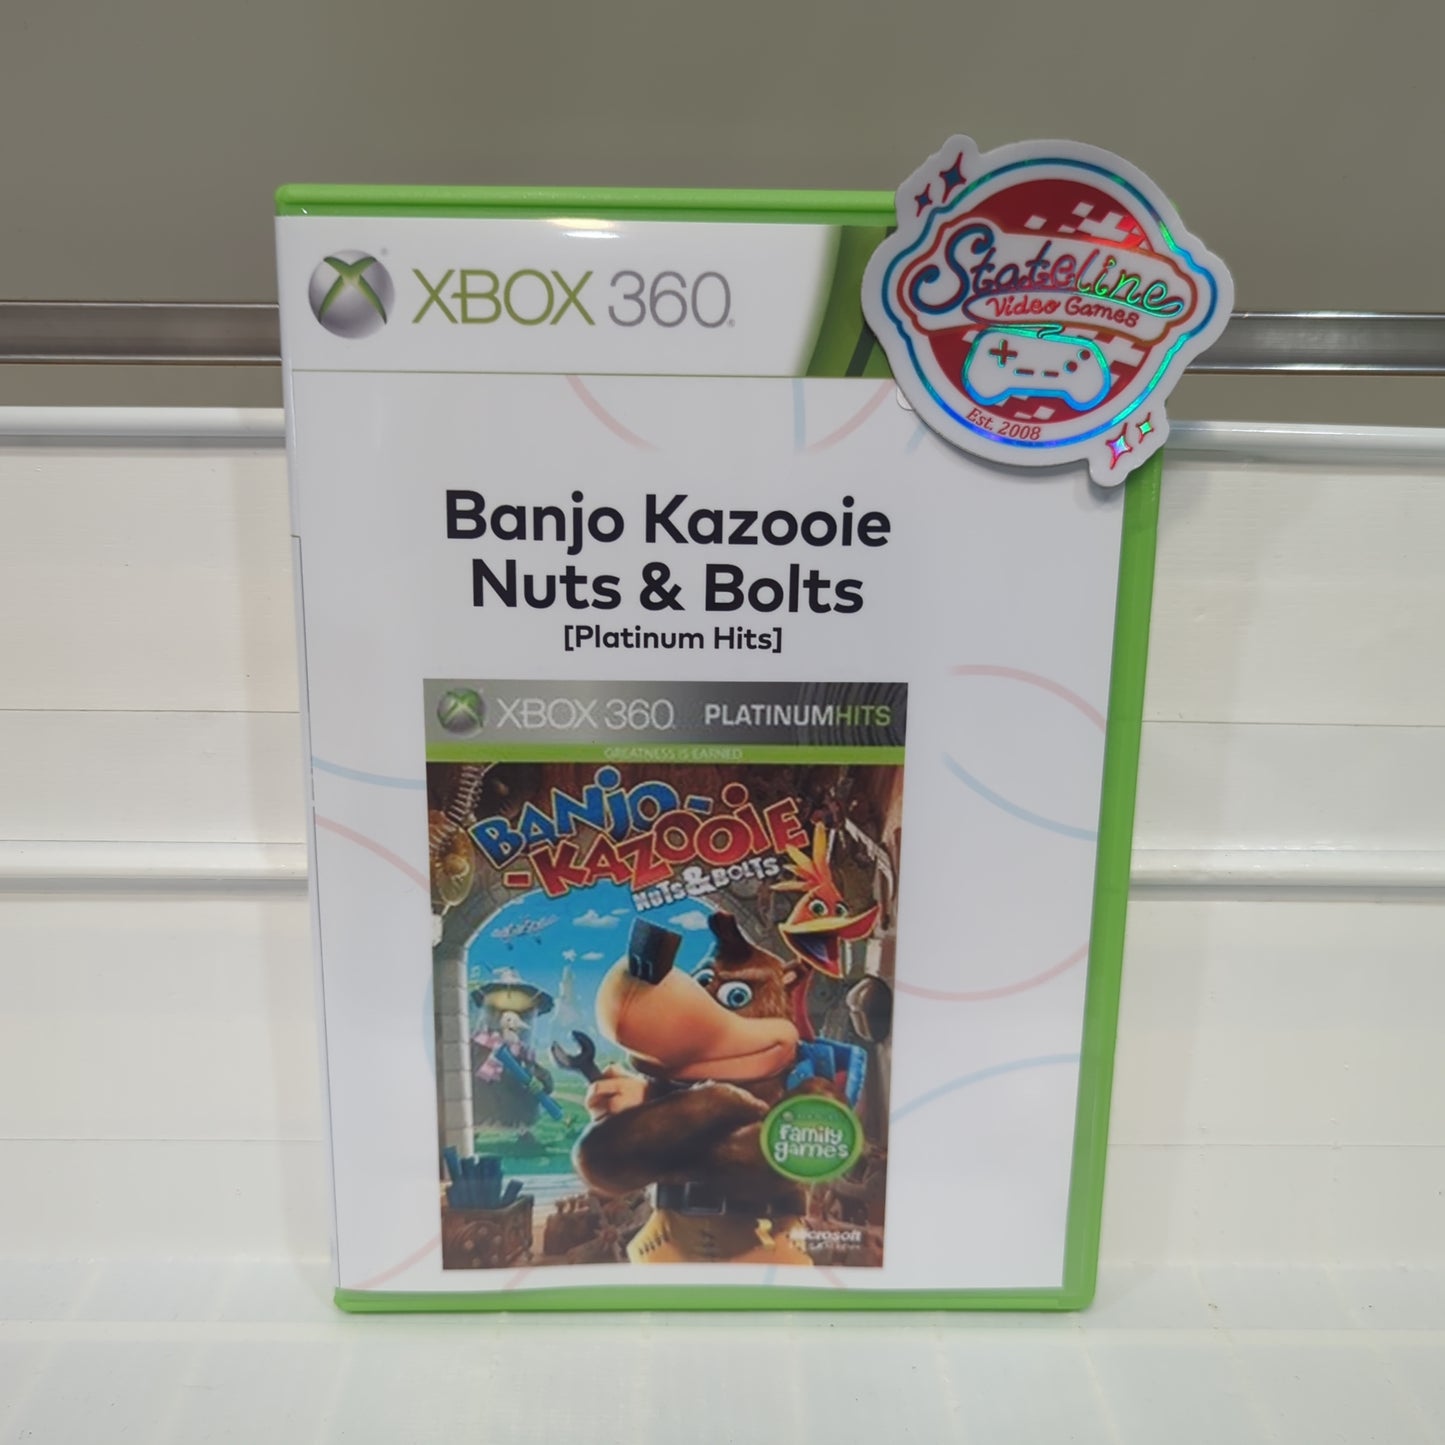 XBOX 360
Stateline
Video Games
Est. 2008
Banjo Kazooie
Nuts & Bolts
[Platinum Hits]
XBOX 360 PLATINUMHITS
GREATNESS IS EARNED
BANJO-
-KAZOOIE
NUTS & BOLTS
family
games
Microsoft